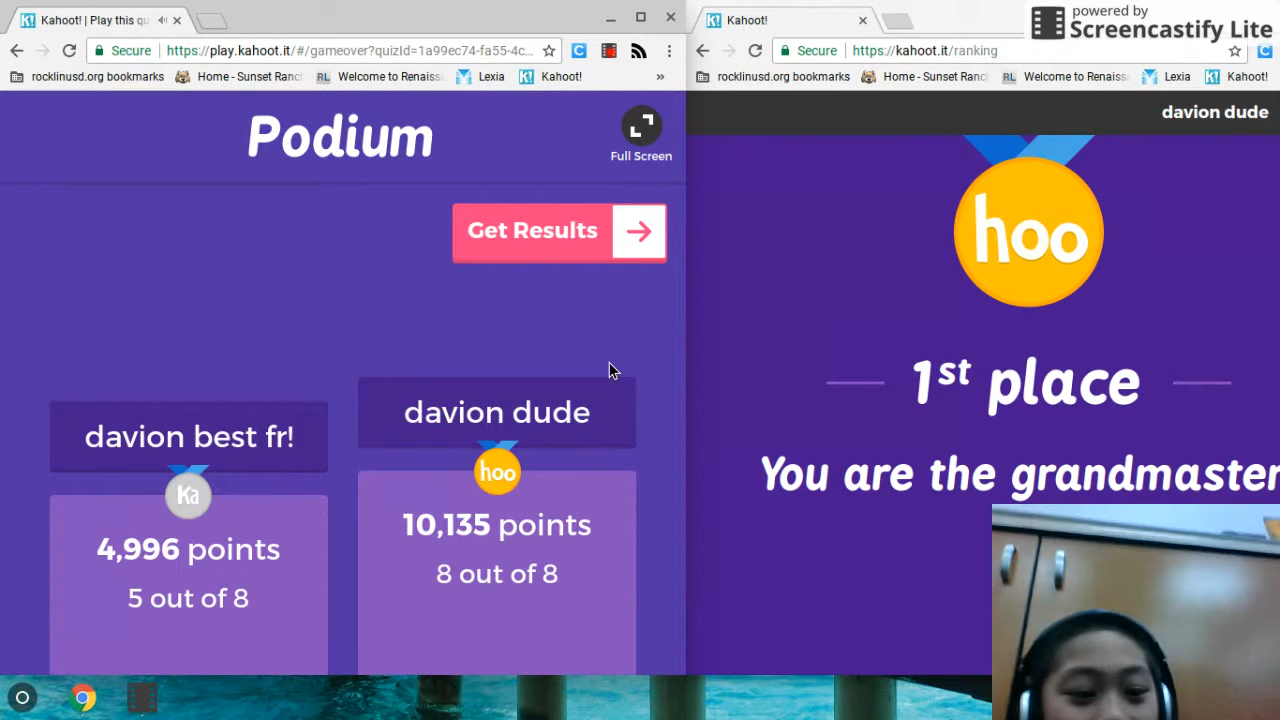 Kahoot! | Play this qu
Kahoot!
powered by
Screencastify Lite
Secure
https://play.kahoot.it/#/gameover?quizId=1a99ec74-fa55-4c...
Secure
https://kahoot.it/ranking
rocklinusd.org bookmarks
Home - Sunset Ranch
RL
Welcome to Renaiss
Lexia
K!
Kahoot!
»
rocklinusd.org bookmarks
Home - Sunset Ranch
RL
Welcome to Renaiss
Lexia
K!
Kahoot!
Podium
Full Screen
Get Results
davion best fr!
Ka
4,996 points
5 out of 8
davion dude
hoo
10,135 points
8 out of 8
davion dude
hoo
1st place
You are the grandmaster